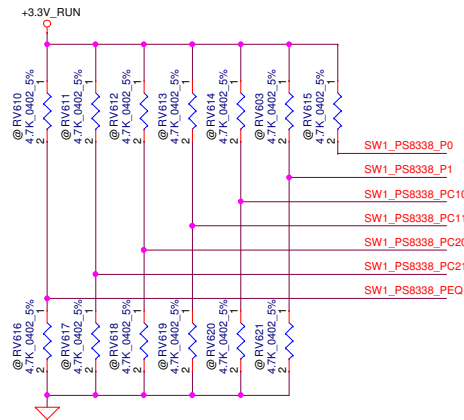 +3.3V_RUN
@RV610
4.7K_0402_5%
1
2
@RV611
4.7K_0402_5%
1
2
@RV612
4.7K_0402_5%
1
2
@RV613
4.7K_0402_5%
1
2
@RV614
4.7K_0402_5%
1
2
@RV603
4.7K_0402_5%
1
2
@RV615
4.7K_0402_5%
1
2
SW1_PS8338_P0
SW1_PS8338_P1
SW1_PS8338_PC10
SW1_PS8338_PC11
SW1_PS8338_PC20
SW1_PS8338_PC21
SW1_PS8338_PEQ
@RV616
4.7K_0402_5%
1
2
@RV617
4.7K_0402_5%
1
2
@RV618
4.7K_0402_5%
1
2
@RV619
4.7K_0402_5%
1
2
@RV620
4.7K_0402_5%
1
2
@RV621
4.7K_0402_5%
1
2